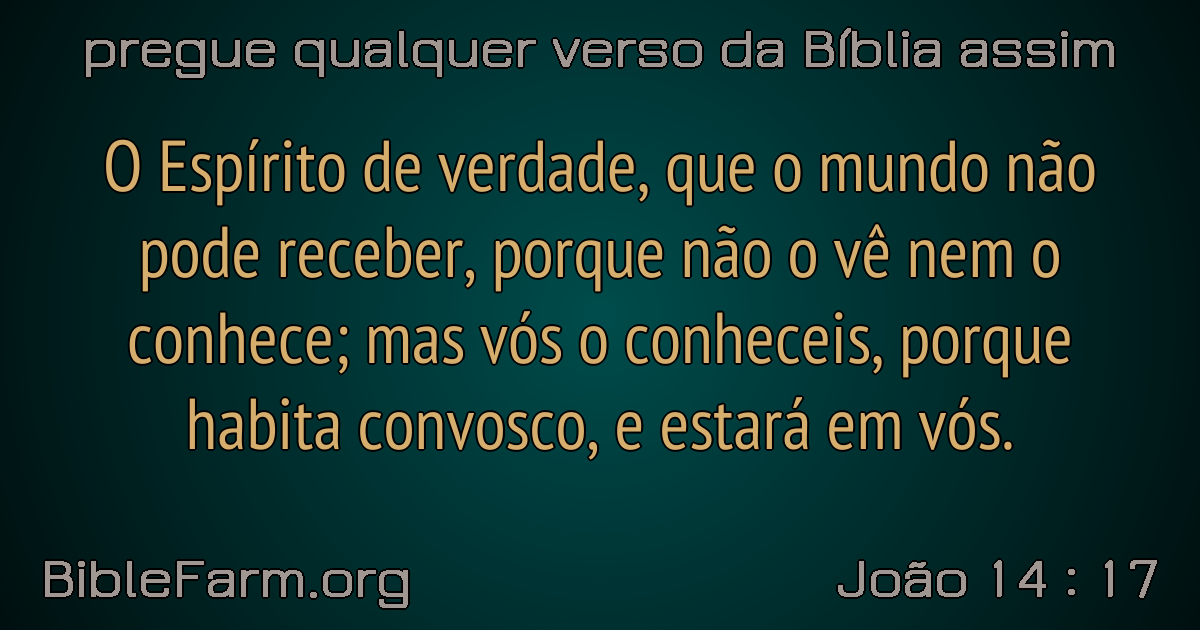 pregue qualquer verso da Bíblia assim
O Espírito de verdade, que o mundo não
pode receber, porque não o vê nem o
conhece; mas vós o conheceis, porque
habita convosco, e estará em vós.
BibleFarm.org
João 14 : 17